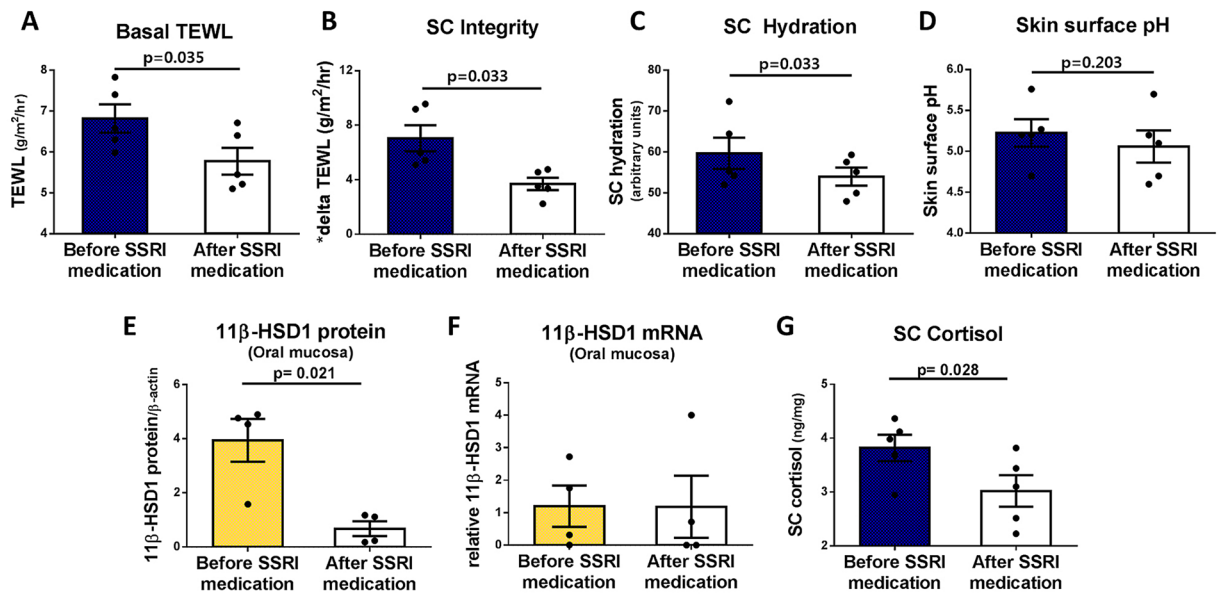 A
Basal TEWL
p=0.035
TEWL (g/m²/hr)
8
7
6
5
4
Before SSRI medication
After SSRI medication
B
SC Integrity
p=0.033
*delta TEWL (g/m²/hr)
12
9
6
4
0
Before SSRI medication
After SSRI medication
C
SC Hydration
p=0.033
SC hydration
(arbitrary units)
80
70
60
50
40
Before SSRI medication
After SSRI medication
D
Skin surface pH
p=0.203
Skin surface pH
6.0
5.5
5.0
4.0
Before SSRI medication
After SSRI medication
E
11β-HSD1 protein
(Oral mucosa)
p= 0.021
11β-HSD1 protein/β-actin
6
4
2
0
Before SSRI medication
After SSRI medication
F
11β-HSD1 mRNA
(Oral mucosa)
relative 11β-HSD1 mRNA
5
4
3
2
1
0
Before SSRI medication
After SSRI medication
G
SC Cortisol
p= 0.028
SC cortisol (ng/mg)
4
3
2
Before SSRI medication
After SSRI medication